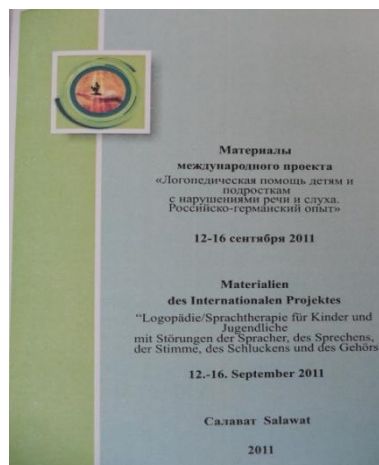 Материалы
международного проекта
«Логопедическая помощь детям и
подросткам
с нарушениями речи и слуха.
Российско-германский опыт»
12-16 сентября 2011
Materialien
des Internationalen Projektes
“Logopädie/Sprachtherapie für Kinder und
Jugendliche
mit Störungen der Spracher, des Sprechens,
der Stimme, des Schluckens und des Gehörs
12.-16. September 2011
Салават Salawat
2011